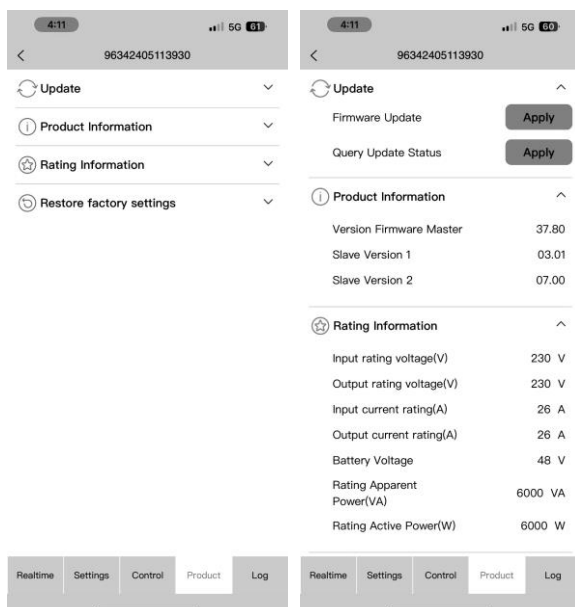 4:11 5G 61
96342405113930
Update
Product Information
Rating Information
Restore factory settings
Realtime Settings Control Product Log
4:11 5G 60
96342405113930
Update
Firmware Update Apply
Query Update Status Apply
Product Information
Version Firmware Master 37.80
Slave Version 1 03.01
Slave Version 2 07.00
Rating Information
Input rating voltage(V) 230 V
Output rating voltage(V) 230 V
Input current rating(A) 26 A
Output current rating(A) 26 A
Battery Voltage 48 V
Rating Apparent
Power(VA) 6000 VA
Rating Active Power(W) 6000 W
Realtime Settings Control Product Log